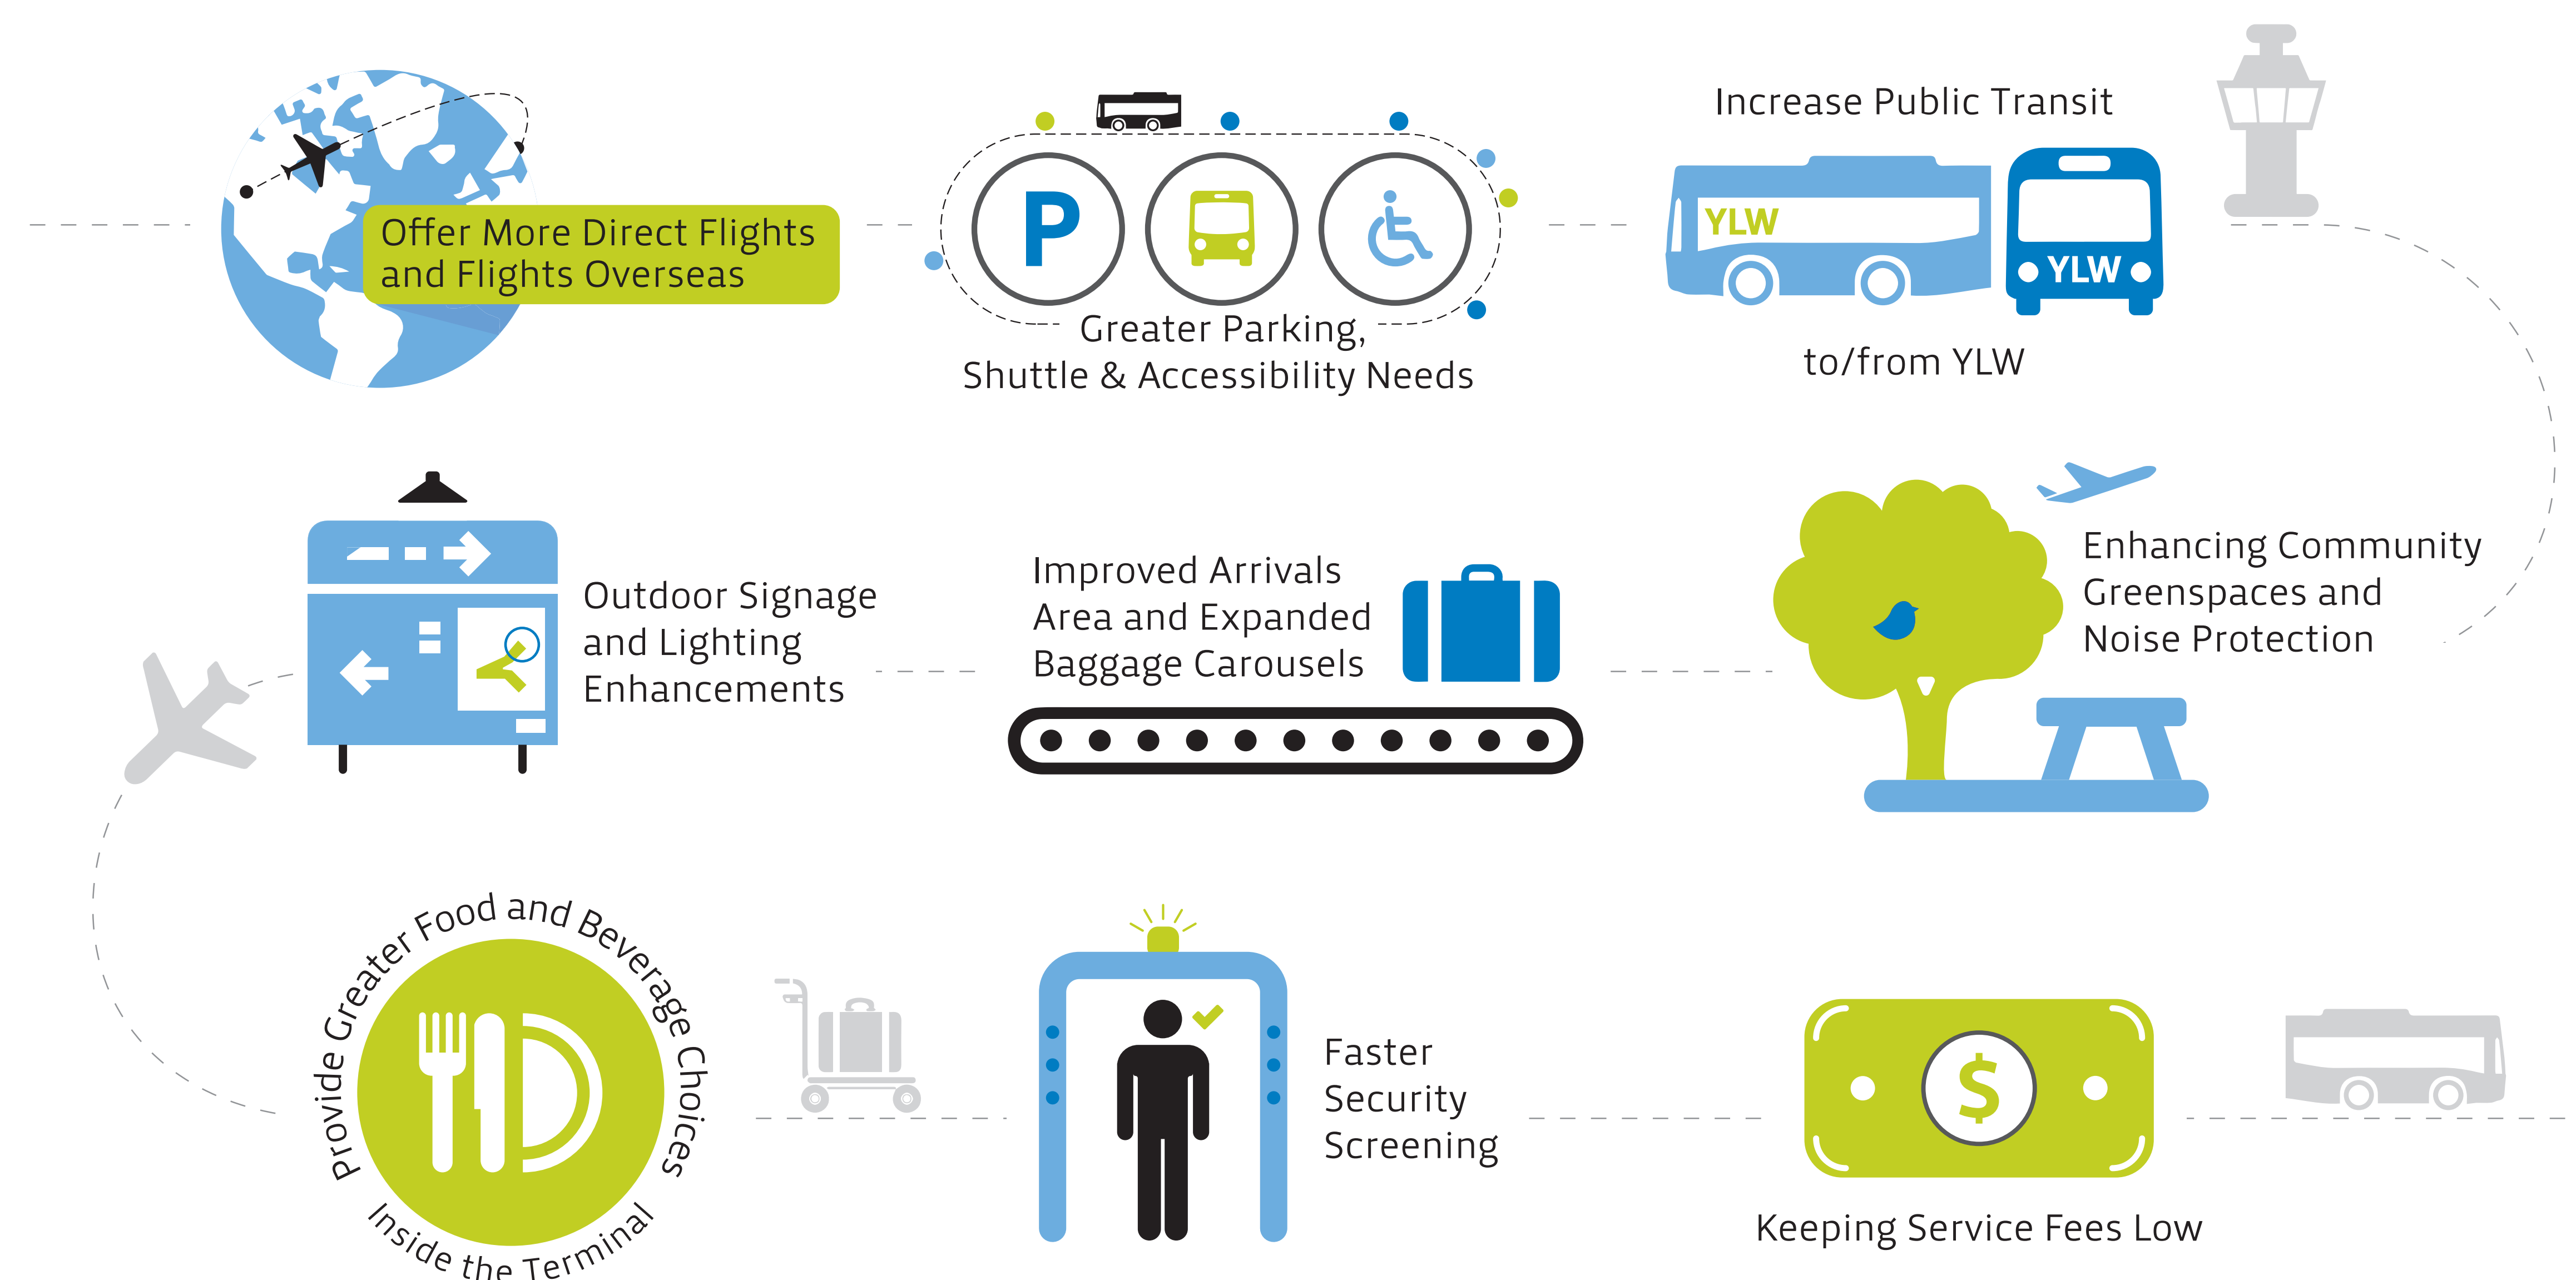 Offer More Direct Flights
and Flights Overseas
P
Greater Parking,
Shuttle & Accessibility Needs
Increase Public Transit
YLW
YLW
to/from YLW
Outdoor Signage
and Lighting
Enhancements
Improved Arrivals
Area and Expanded
Baggage Carousels
Enhancing Community
Greenspaces and
Noise Protection
Provide Greater Food and Beverage Choices
Inside the Terminal
Faster
Security
Screening
$
Keeping Service Fees Low